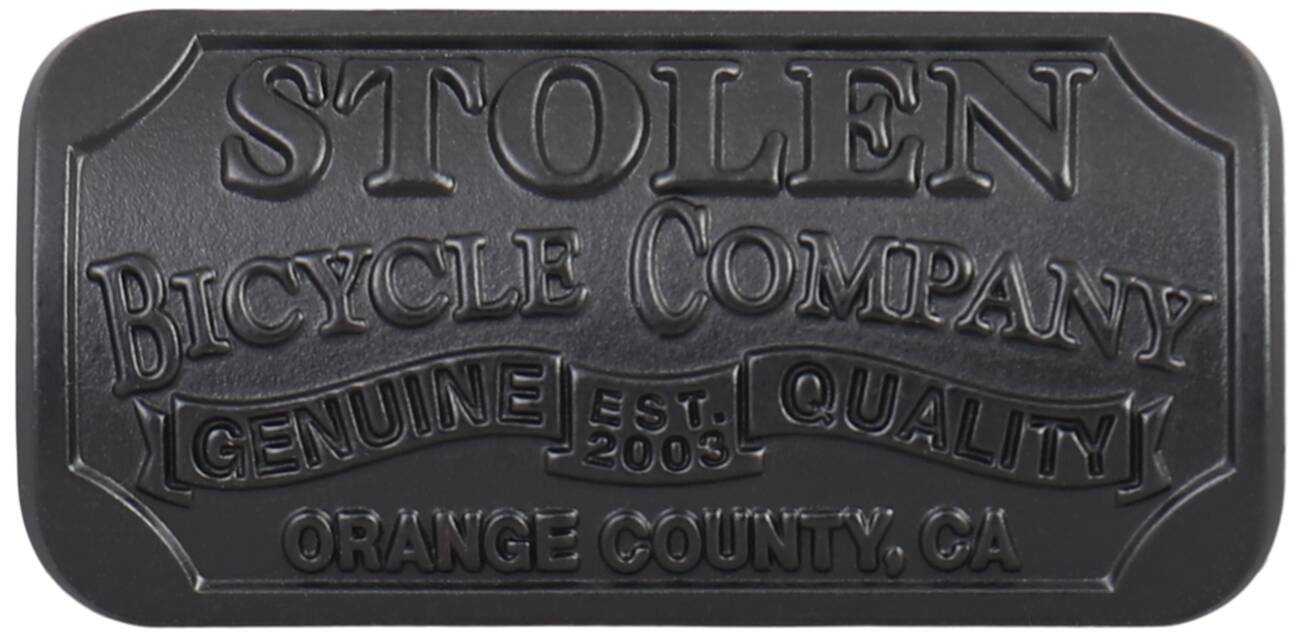 STOLEN
BICYCLE COMPANY
GENUINE EST. 2003 QUALITY
ORANGE COUNTY, CA